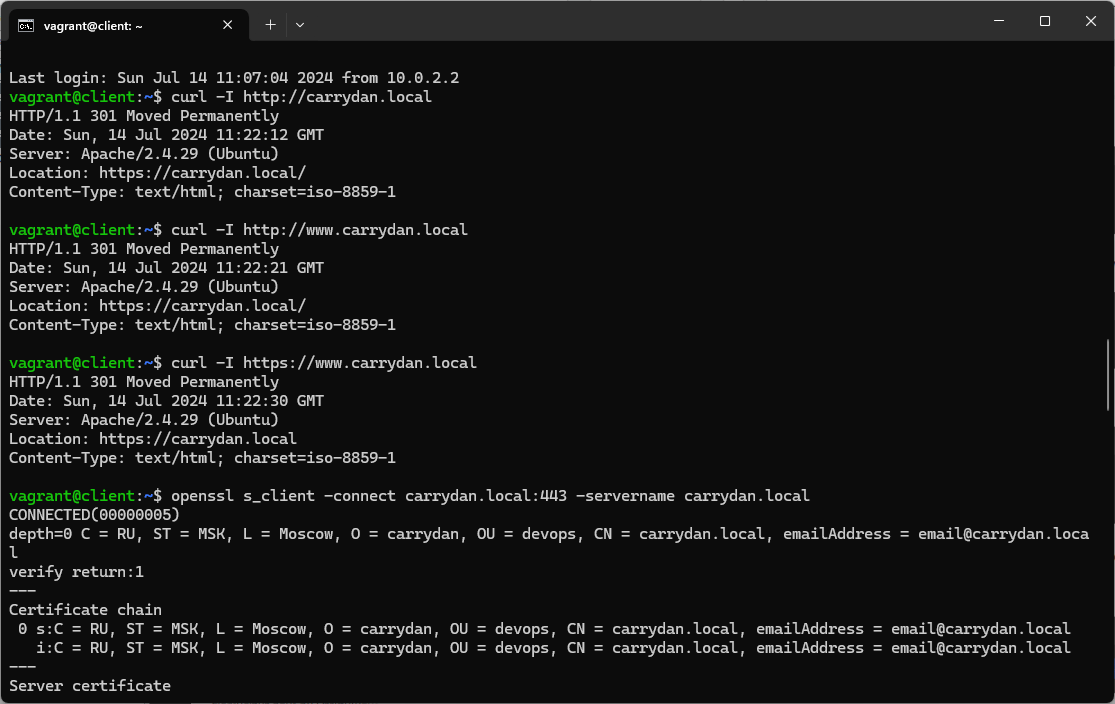 vagrant@client: ~
Last login: Sun Jul 14 11:07:04 2024 from 10.0.2.2
vagrant@client:~$ curl -I http://carrydan.local
HTTP/1.1 301 Moved Permanently
Date: Sun, 14 Jul 2024 11:22:12 GMT
Server: Apache/2.4.29 (Ubuntu)
Location: https://carrydan.local/
Content-Type: text/html; charset=iso-8859-1
vagrant@client:~$ curl -I http://www.carrydan.local
HTTP/1.1 301 Moved Permanently
Date: Sun, 14 Jul 2024 11:22:21 GMT
Server: Apache/2.4.29 (Ubuntu)
Location: https://carrydan.local/
Content-Type: text/html; charset=iso-8859-1
vagrant@client:~$ curl -I https://www.carrydan.local
HTTP/1.1 301 Moved Permanently
Date: Sun, 14 Jul 2024 11:22:30 GMT
Server: Apache/2.4.29 (Ubuntu)
Location: https://carrydan.local
Content-Type: text/html; charset=iso-8859-1
vagrant@client:~$ openssl s_client -connect carrydan.local:443 -servername carrydan.local
CONNECTED(00000005)
depth=0 C = RU, ST = MSK, L = Moscow, O = carrydan, OU = devops, CN = carrydan.local, emailAddress = email@carrydan.loca
l
verify return:1
---
Certificate chain
 0 s:C = RU, ST = MSK, L = Moscow, O = carrydan, OU = devops, CN = carrydan.local, emailAddress = email@carrydan.local
   i:C = RU, ST = MSK, L = Moscow, O = carrydan, OU = devops, CN = carrydan.local, emailAddress = email@carrydan.local
---
Server certificate